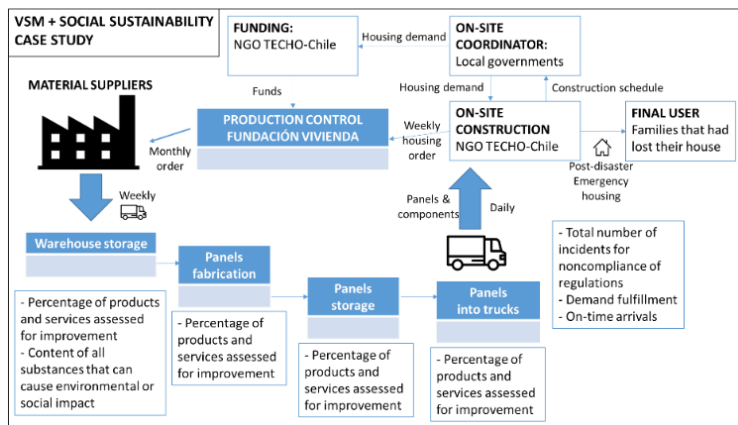 VSM + SOCIAL SUSTAINABILITY
CASE STUDY
FUNDING:
NGO TECHO-Chile
Housing demand
ON-SITE
COORDINATOR:
Local governments
MATERIAL SUPPLIERS
Funds
Housing demand
Construction schedule
PRODUCTION CONTROL
FUNDACIÓN VIVIENDA
Weekly
housing
order
ON-SITE
CONSTRUCTION
NGO TECHO-Chile
FINAL USER
Families that had
lost their house
Monthly
order
Post-disaster
Emergency
housing
Weekly
Panels &
components
Daily
Warehouse storage
Panels
fabrication
Panels
storage
Panels
into trucks
- Total number of
incidents for
noncompliance of
regulations
- Demand fulfillment
- On-time arrivals
- Percentage of products
and services assessed
for improvement
- Content of all
substances that can
cause environmental or
social impact
- Percentage of
products and
services assessed
for improvement
- Percentage of
products and
services assessed
for improvement
- Percentage of
products and
services assessed
for improvement